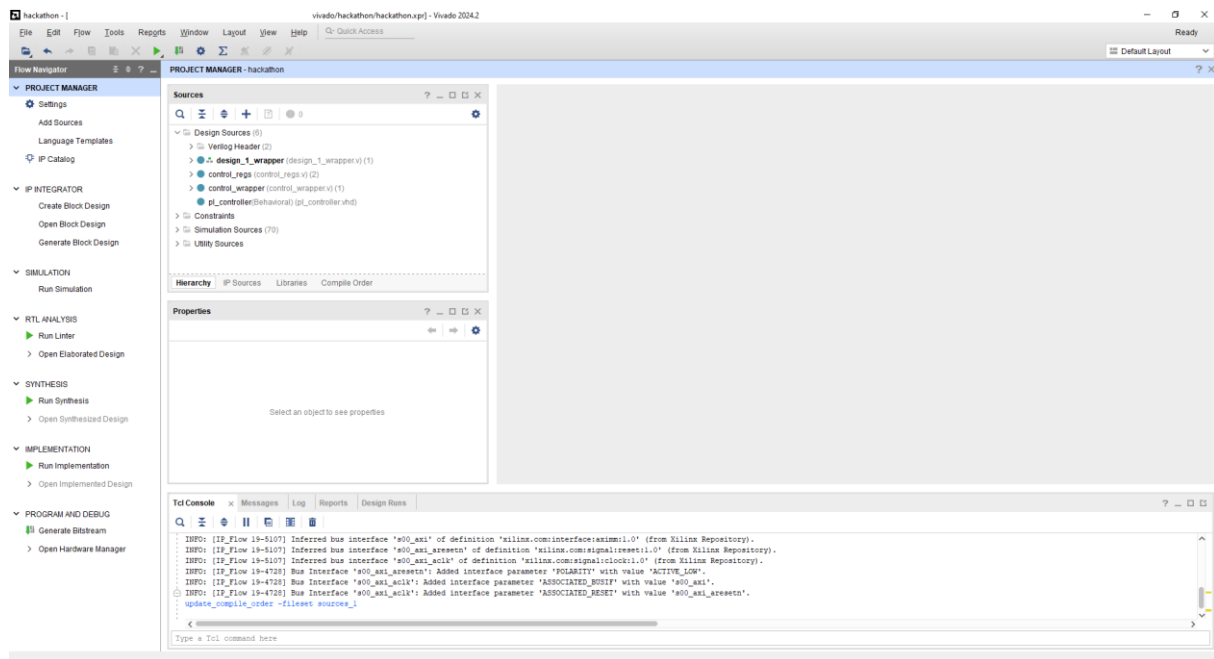 hackathon - [ vivado/hackathon/hackathon.xpr] - Vivado 2024.2
File Edit Flow Tools Reports Window Layout View Help Q- Quick Access Ready
Default Layout
Flow Navigator
PROJECT MANAGER - hackathon
PROJECT MANAGER
Settings
Add Sources
Language Templates
IP Catalog
IP INTEGRATOR
Create Block Design
Open Block Design
Generate Block Design
SIMULATION
Run Simulation
RTL ANALYSIS
Run Linter
Open Elaborated Design
SYNTHESIS
Run Synthesis
Open Synthesized Design
IMPLEMENTATION
Run Implementation
Open Implemented Design
PROGRAM AND DEBUG
Generate Bitstream
Open Hardware Manager
Sources
0
Design Sources (6)
Verilog Header (2)
design_1_wrapper (design_1_wrapper.v) (1)
control_regs (control_regs.v) (2)
control_wrapper (control_wrapper.v) (1)
pl_controller(Behavioral) (pl_controller.vhd)
Constraints
Simulation Sources (70)
Utility Sources
Hierarchy IP Sources Libraries Compile Order
Properties
Select an object to see properties
Tcl Console Messages Log Reports Design Runs
INFO: [IP_Flow 19-5107] Inferred bus interface 's00_axi' of definition 'xilinx.com:interface:aximm:1.0' (from Xilinx Repository).
INFO: [IP_Flow 19-5107] Inferred bus interface 's00_axi_aresetn' of definition 'xilinx.com:signal:reset:1.0' (from Xilinx Repository).
INFO: [IP_Flow 19-5107] Inferred bus interface 's00_axi_aclk' of definition 'xilinx.com:signal:clock:1.0' (from Xilinx Repository).
INFO: [IP_Flow 19-4728] Bus Interface 's00_axi_aresetn': Added interface parameter 'POLARITY' with value 'ACTIVE_LOW'.
INFO: [IP_Flow 19-4728] Bus Interface 's00_axi_aclk': Added interface parameter 'ASSOCIATED_BUSIF' with value 's00_axi'.
INFO: [IP_Flow 19-4728] Bus Interface 's00_axi_aclk': Added interface parameter 'ASSOCIATED_RESET' with value 's00_axi_aresetn'.
update_compile_order -fileset sources_1
Type a Tcl command here